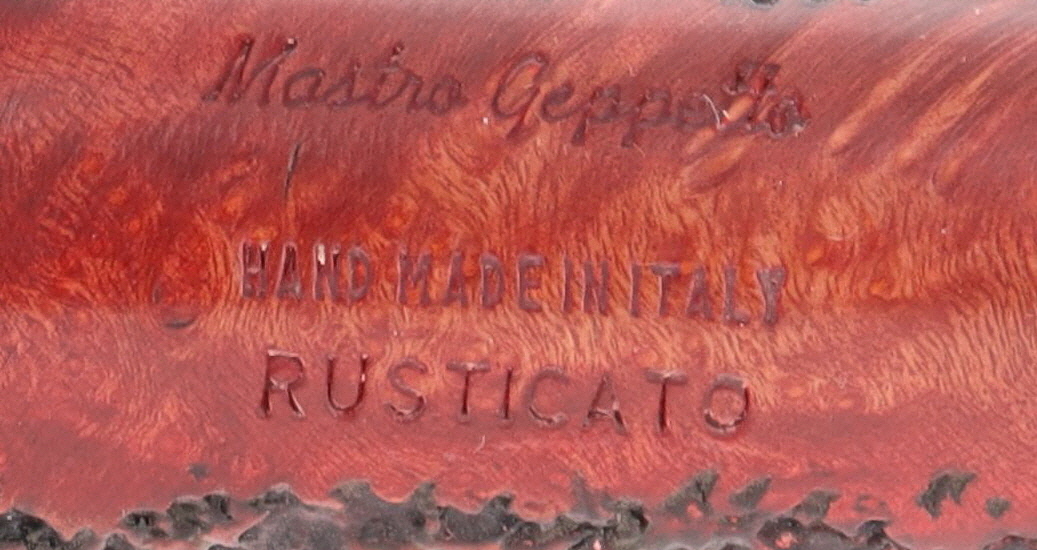 Mastro Geppetto
HAND MADE IN ITALY
RUSTICATO